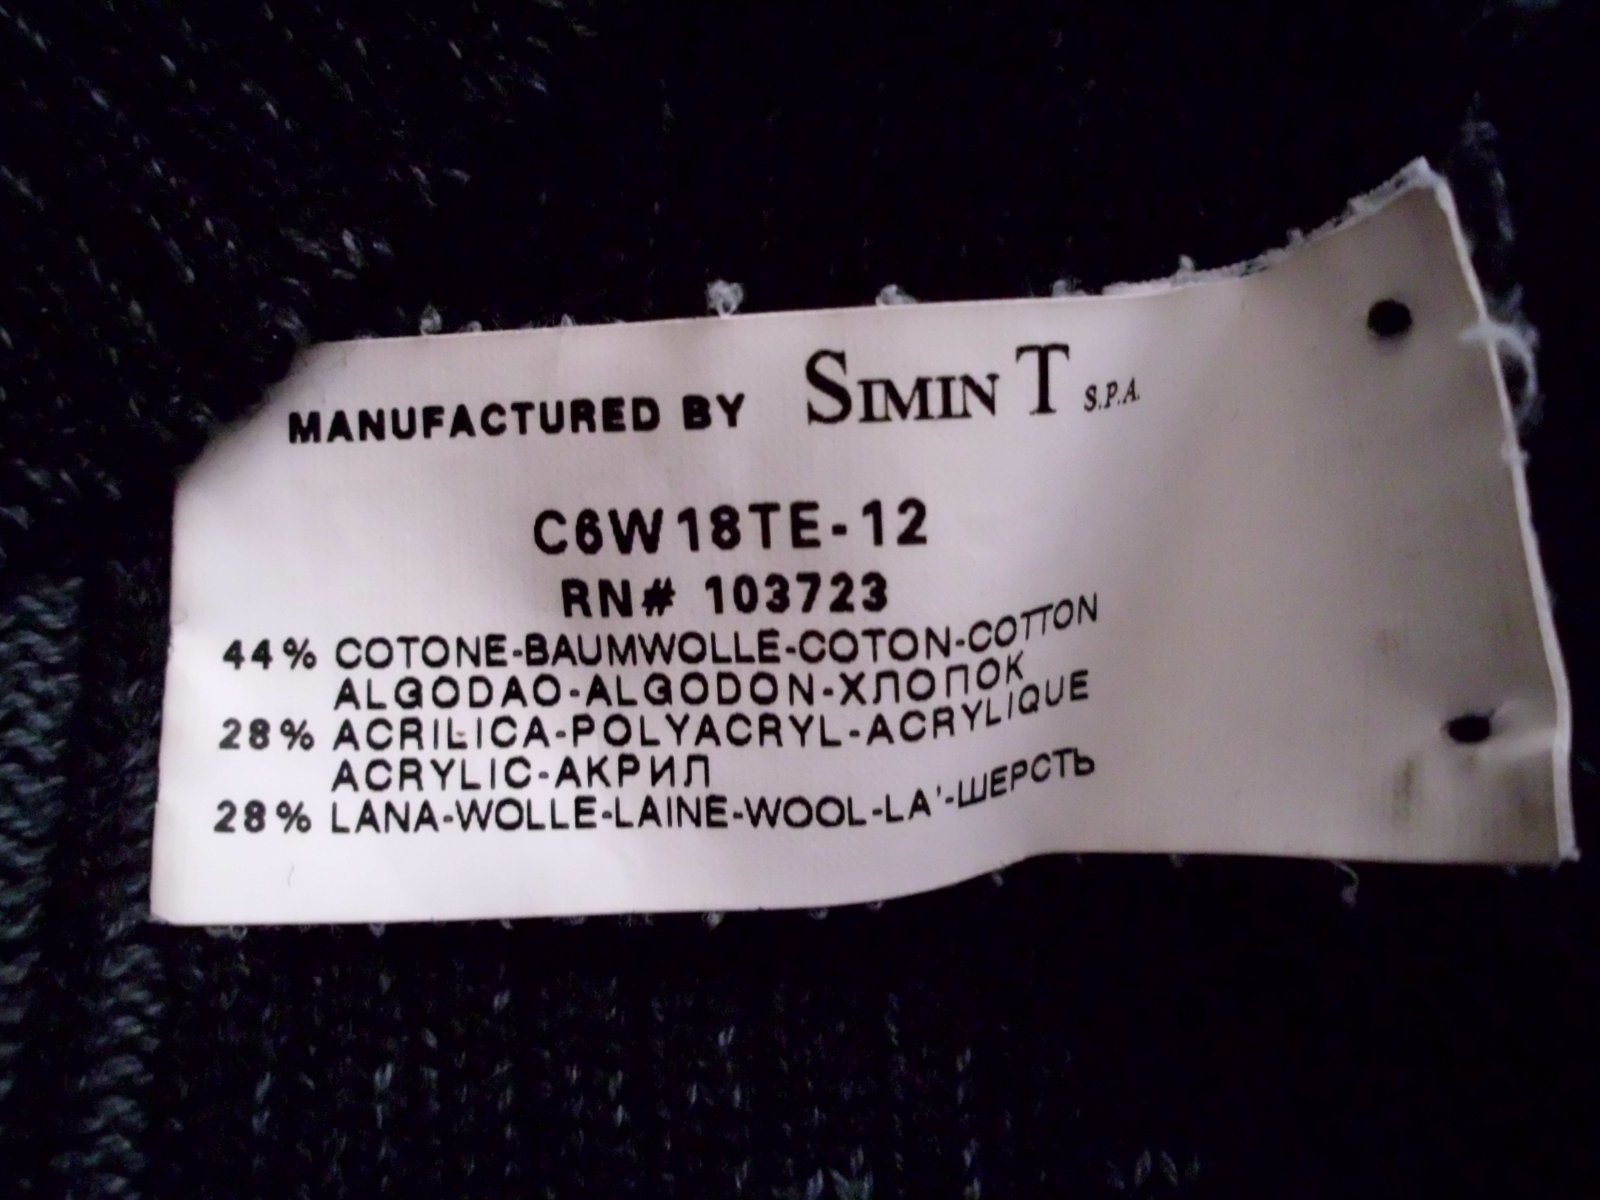 MANUFACTURED BY SIMIN T S.P.A.
C6W18TE-12
RN# 103723
44% COTONE-BAUMWOLLE-COTON-COTTON
ALGODAO-ALGODON-ХЛОПОК
28% ACRILICA-POLYACRYL-ACRYLIQUE
ACRYLIC-АКРИЛ
28% LANA-WOLLE-LAINE-WOOL-LA'-ШЕРСТЬ